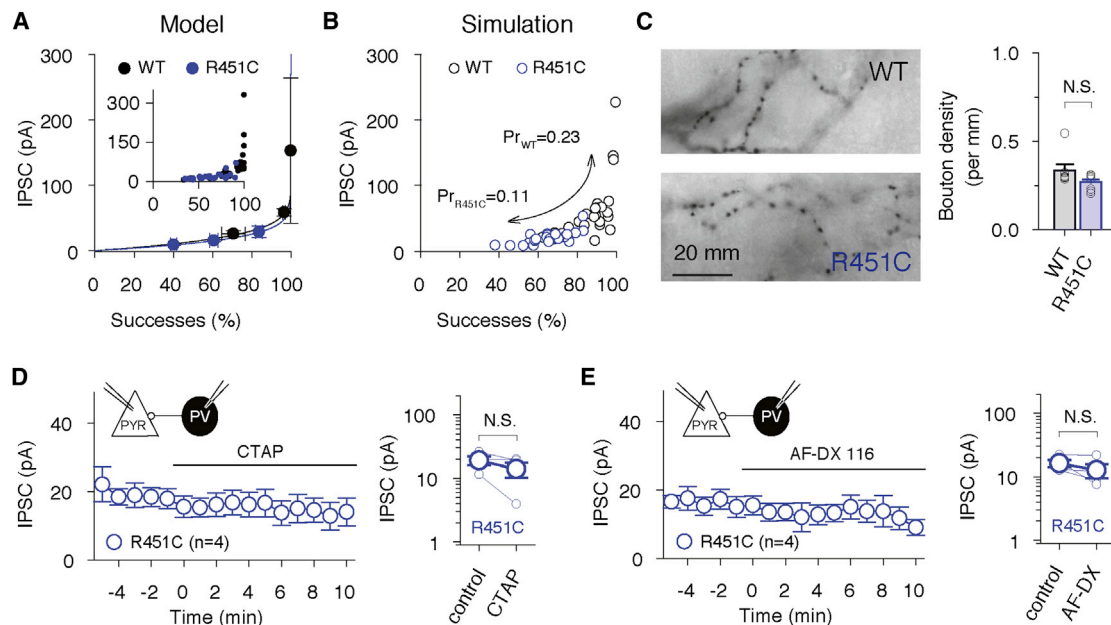 A
Model
IPSC (pA)
300
200
100
0
WT
R451C
300
150
0
0
50
100
0
20
40
60
80
100
Successes (%)
B
Simulation
IPSC (pA)
300
200
100
0
WT
R451C
PrWT=0.23
PrR451C=0.11
0
20
40
60
80
100
Successes (%)
C
WT
R451C
20 mm
Bouton density
(per mm)
1.0
0.5
0.0
N.S.
WT
R451C
D
IPSC (pA)
40
20
0
PYR
PV
CTAP
R451C (n=4)
-4 -2 0 2 4 6 8 10
Time (min)
IPSC (pA)
100
10
1
N.S.
R451C
control
CTAP
E
IPSC (pA)
40
20
0
PYR
PV
AF-DX 116
R451C (n=4)
-4 -2 0 2 4 6 8 10
Time (min)
IPSC (pA)
100
10
1
N.S.
R451C
control
AF-DX